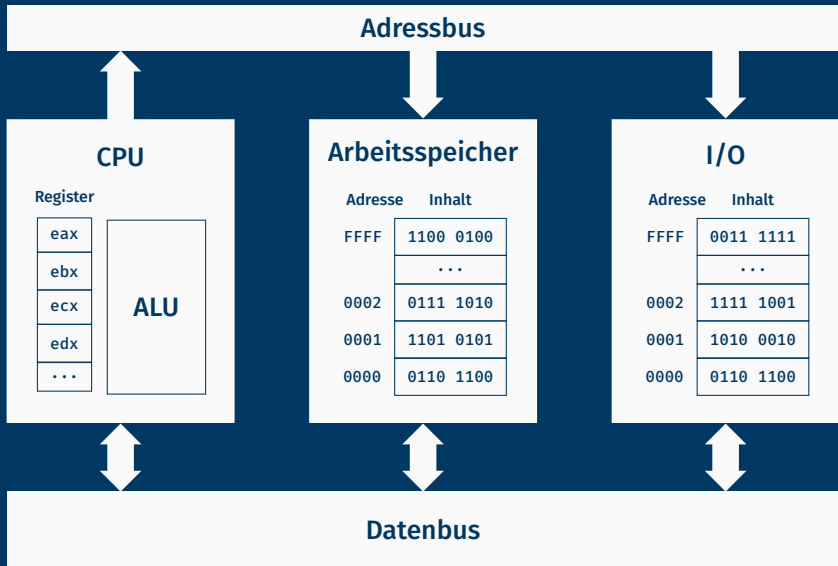 Adressbus
CPU
Register
eax
ebx
ecx
edx
...
ALU
Arbeitsspeicher
Adresse Inhalt
FFFF 1100 0100
...
0002 0111 1010
0001 1101 0101
0000 0110 1100
I/O
Adresse Inhalt
FFFF 0011 1111
...
0002 1111 1001
0001 1010 0010
0000 0110 1100
Datenbus